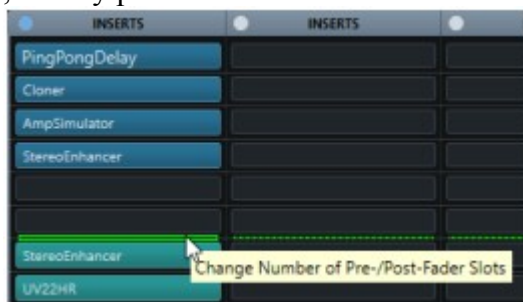 INSERTS INSERTS
PingPongDelay
Cloner
AmpSimulator
StereoEnhancer
StereoEnhancer
Change Number of Pre-/Post-Fader Slots
UV22HR